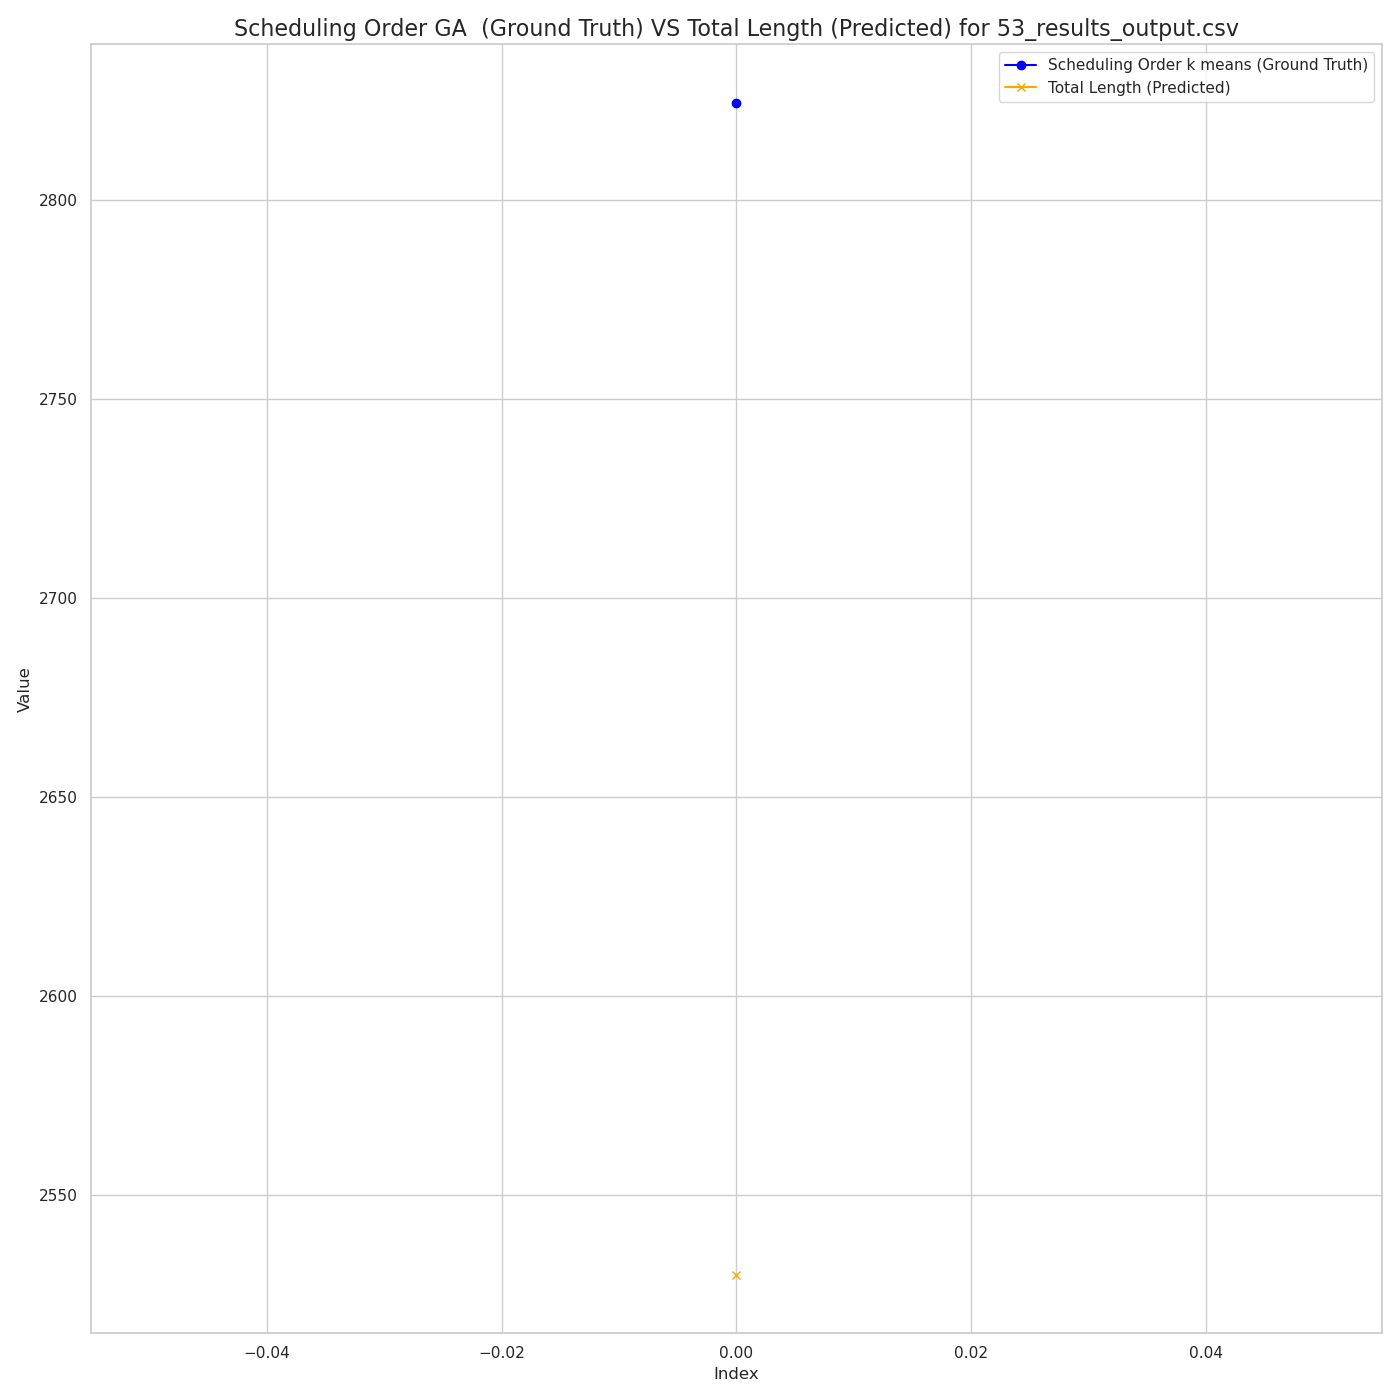 Scheduling Order GA  (Ground Truth) VS Total Length (Predicted) for 53_results_output.csv
Scheduling Order k means (Ground Truth)
Total Length (Predicted)
2800
2750
2700
2650
2600
2550
Value
−0.04
−0.02
0.00
0.02
0.04
Index